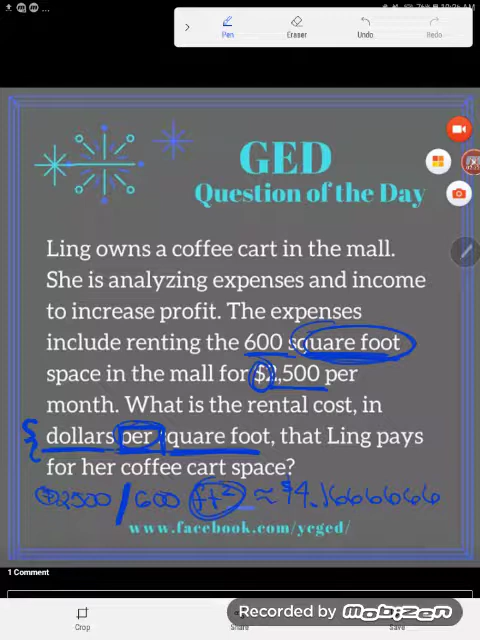 Pen
Eraser
Undo
Redo
GED
Question of the Day
Ling owns a coffee cart in the mall.
She is analyzing expenses and income
to increase profit. The expenses
include renting the 600 square foot
space in the mall for $2,500 per
month. What is the rental cost, in
dollars per square foot, that Ling pays
for her coffee cart space?
$2500 / 600 ft² ≈ $4.1666666
www.facebook.com/yeged/
1 Comment
Crop
Share
Save
Recorded by Mobizen